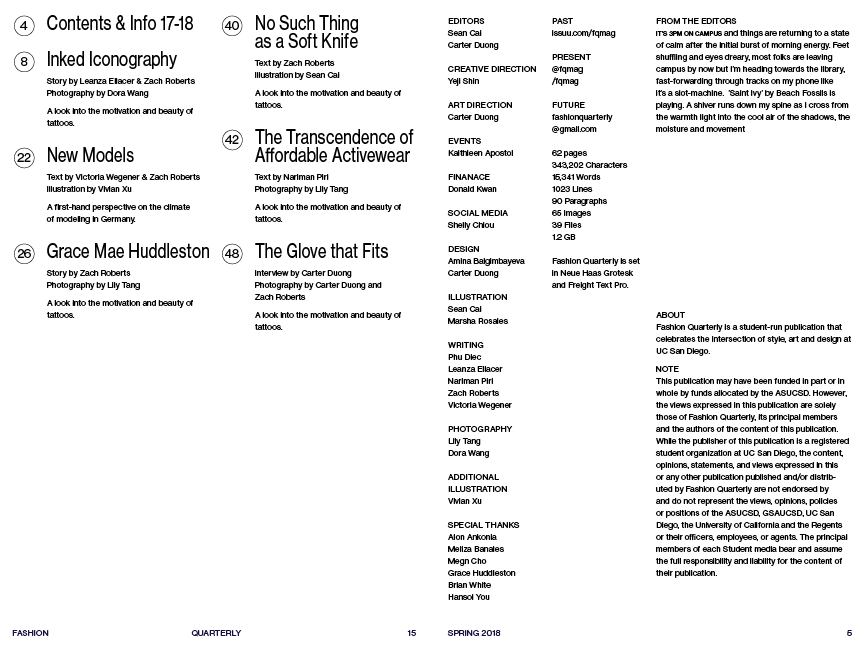 4 Contents & Info 17-18
8 Inked Iconography
Story by Leanza Eliacer & Zach Roberts
Photography by Dora Wang
A look into the motivation and beauty of
tattoos.
22 New Models
Text by Victoria Wegener & Zach Roberts
Illustration by Vivian Xu
A first-hand perspective on the climate
of modeling in Germany.
26 Grace Mae Huddleston
Story by Zach Roberts
Photography by Lily Tang
A look into the motivation and beauty of
tattoos.
40 No Such Thing
as a Soft Knife
Text by Zach Roberts
Illustration by Sean Cai
A look into the motivation and beauty of
tattoos.
42 The Transcendence of
Affordable Activewear
Text by Nariman Piri
Photography by Lily Tang
A look into the motivation and beauty of
tattoos.
48 The Glove that Fits
Interview by Carter Duong
Photography by Carter Duong and
Zach Roberts
A look into the motivation and beauty of
tattoos.
FASHION
QUARTERLY
15
EDITORS
Sean Cai
Carter Duong
CREATIVE DIRECTION
Yeji Shin
ART DIRECTION
Carter Duong
EVENTS
Kaithleen Apostol
FINANACE
Donald Kwan
SOCIAL MEDIA
Shelly Chiou
DESIGN
Amina Balgimbayeva
Carter Duong
ILLUSTRATION
Sean Cai
Marsha Rosales
WRITING
Phu Diec
Leanza Eliacer
Nariman Piri
Zach Roberts
Victoria Wegener
PHOTOGRAPHY
Lily Tang
Dora Wang
ADDITIONAL
ILLUSTRATION
Vivian Xu
SPECIAL THANKS
Alon Ankonia
Meliza Banales
Megn Cho
Grace Huddleston
Brian White
Hansol You
PAST
issuu.com/fqmag
PRESENT
@fqmag
/fqmag
FUTURE
fashionquarterly
@gmail.com
62 pages
343,202 Characters
15,341 Words
1023 Lines
90 Paragraphs
65 Images
39 Files
1.2 GB
Fashion Quarterly is set
in Neue Haas Grotesk
and Freight Text Pro.
FROM THE EDITORS
IT'S 3PM ON CAMPUS and things are returning to a state
of calm after the initial burst of morning energy. Feet
shuffling and eyes dreary, most folks are leaving
campus by now but I'm heading towards the library,
fast-forwarding through tracks on my phone like
it's a slot-machine. 'Saint Ivy' by Beach Fossils is
playing. A shiver runs down my spine as I cross from
the warmth light into the cool air of the shadows, the
moisture and movement
ABOUT
Fashion Quarterly is a student-run publication that
celebrates the intersection of style, art and design at
UC San Diego.
NOTE
This publication may have been funded in part or in
whole by funds allocated by the ASUCSD. However,
the views expressed in this publication are solely
those of Fashion Quarterly, its principal members
and the authors of the content of this publication.
While the publisher of this publication is a registered
student organization at UC San Diego, the content,
opinions, statements, and views expressed in this
or any other publication published and/or distrib-
uted by Fashion Quarterly are not endorsed by
and do not represent the views, opinions, policies
or positions of the ASUCSD, GSAUCSD, UC San
Diego, the University of California and the Regents
or their officers, employees, or agents. The principal
members of each Student media bear and assume
the full responsibility and liability for the content of
their publication.
SPRING 2018
5